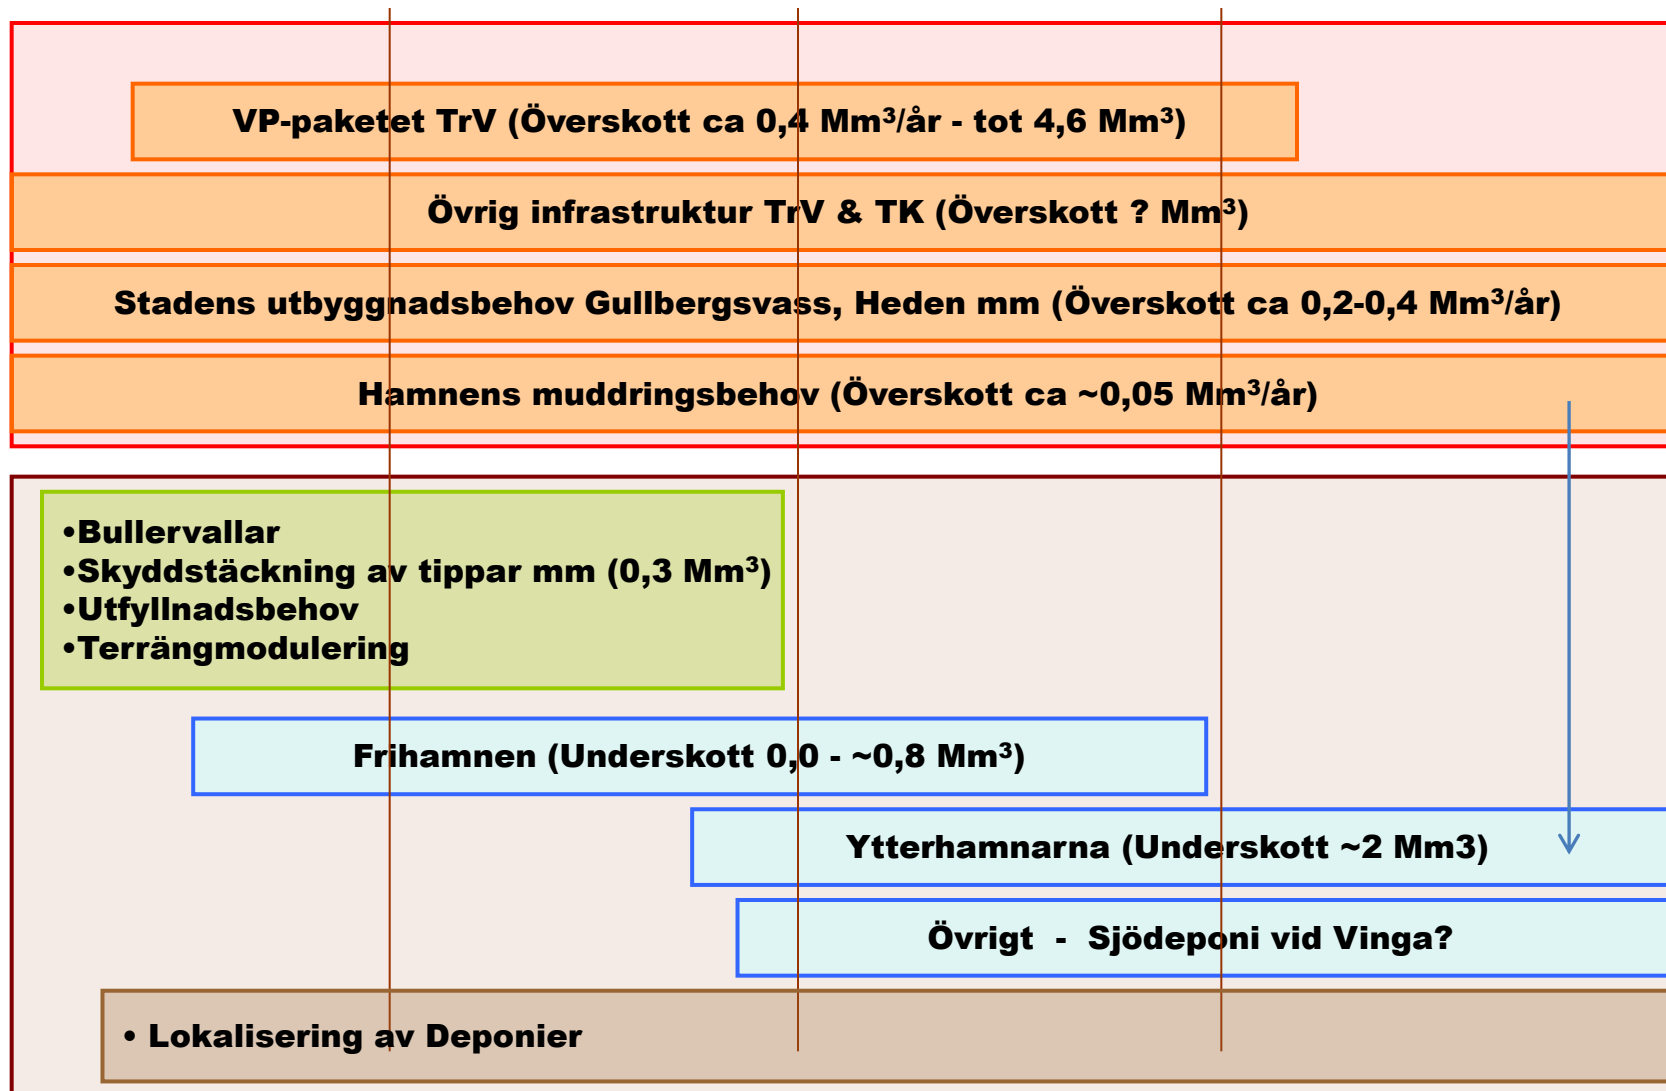 VP-paketet TrV (Överskott ca 0,4 Mm³/år - tot 4,6 Mm³)
Övrig infrastruktur TrV & TK (Överskott ? Mm³)
Stadens utbyggnadsbehov Gullbergsvass, Heden mm (Överskott ca 0,2-0,4 Mm³/år)
Hamnens muddringsbehov (Överskott ca ~0,05 Mm³/år)
•Bullervallar
•Skyddstäckning av tippar mm (0,3 Mm³)
•Utfyllnadsbehov
•Terrängmodulering
Frihamnen (Underskott 0,0 - ~0,8 Mm³)
Ytterhamnarna (Underskott ~2 Mm3)
Övrigt - Sjödeponi vid Vinga?
• Lokalisering av Deponier